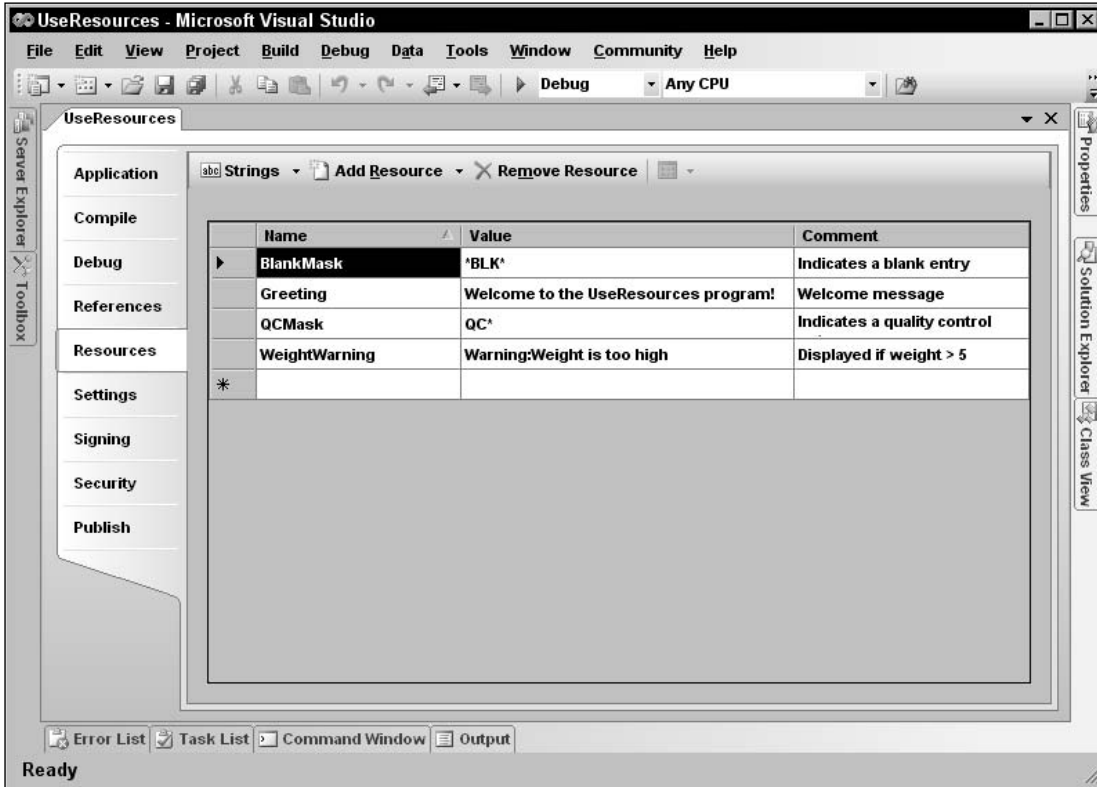 UseResources - Microsoft Visual Studio
File Edit View Project Build Debug Data Tools Window Community Help
Debug Any CPU
UseResources
Server Explorer
Toolbox
Properties
Solution Explorer
Class View
Application
Compile
Debug
References
Resources
Settings
Signing
Security
Publish
abc Strings Add Resource Remove Resource
Name Value Comment
BlankMask *BLK* Indicates a blank entry
Greeting Welcome to the UseResources program! Welcome message
QCMask QC* Indicates a quality control
WeightWarning Warning:Weight is too high Displayed if weight > 5
Error List Task List Command Window Output
Ready